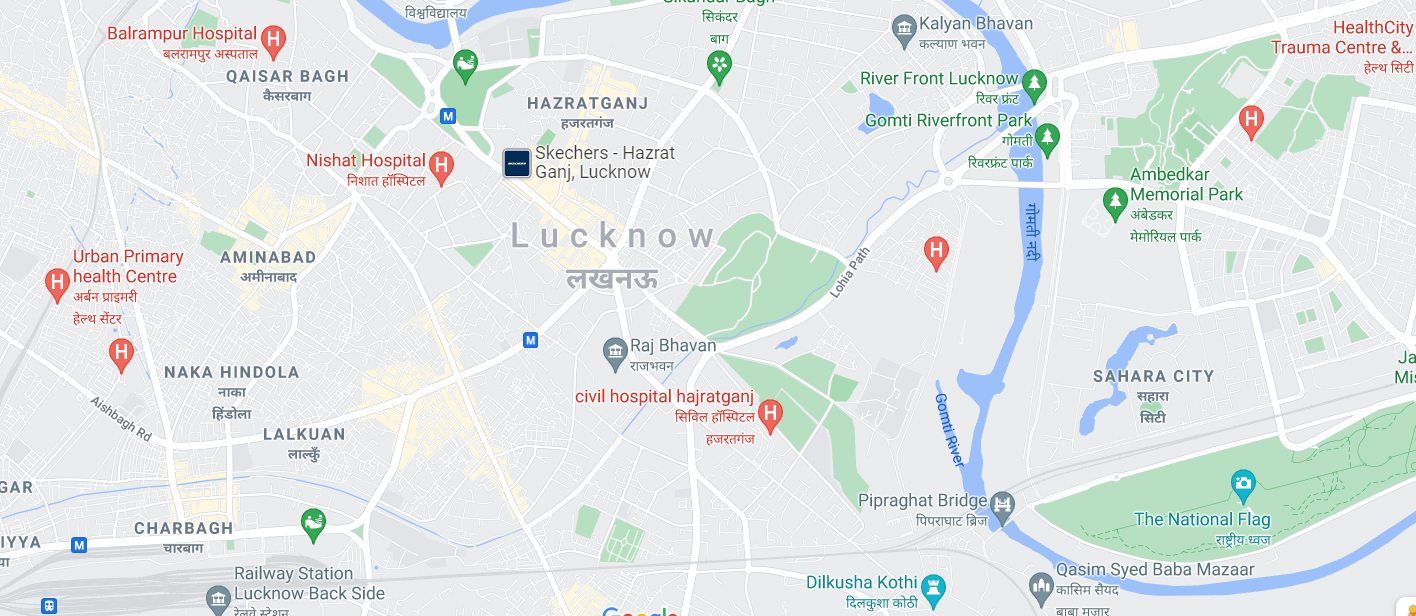 विश्वविद्यालय
सिकंदर
बाग
Kalyan Bhavan
कल्याण भवन
HealthCity
Trauma Centre &...
हेल्थ सिटी
Balrampur Hospital
बलरामपुर अस्पताल
QAISAR BAGH
कैसरबाग
HAZRATGANJ
हजरतगंज
River Front Lucknow
रिवर फ्रंट
Gomti Riverfront Park
गोमती
रिवरफ्रंट पार्क
M
H
H
Nishat Hospital
निशात हॉस्पिटल
H
Skechers - Hazrat
Ganj, Lucknow
Ambedkar
Memorial Park
अंबेडकर
मेमोरियल पार्क
गोमती नदी
Lucknow
लखनऊ
AMINABAD
अमीनाबाद
Urban Primary
health Centre
अर्बन प्राइमरी
हेल्थ सेंटर
H
H
Lohia Path
H
M
Raj Bhavan
राजभवन
NAKA HINDOLA
नाका
हिंडोला
Aishbagh Rd
LALKUAN
लालकुँ
civil hospital hajratganj
सिविल हॉस्पिटल
हजरतगंज
H
SAHARA CITY
सहारा
सिटी
Ja
Mis
Gomti River
GAR
CHARBAGH
चारबाग
IYYA
या
M
Pipraghat Bridge
पिपराघाट ब्रिज
The National Flag
राष्ट्रीय ध्वज
Railway Station
Lucknow Back Side
रेलवे स्टेशन
Dilkusha Kothi
दिलकुशा कोठी
Qasim Syed Baba Mazaar
कासिम सैयद
बाबा मजार
Google